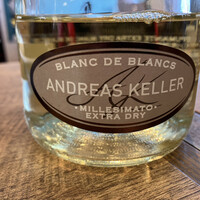 BLANC DE BLANCS
ANDREAS KELLER
•MILLESIMATO•
EXTRA DRY